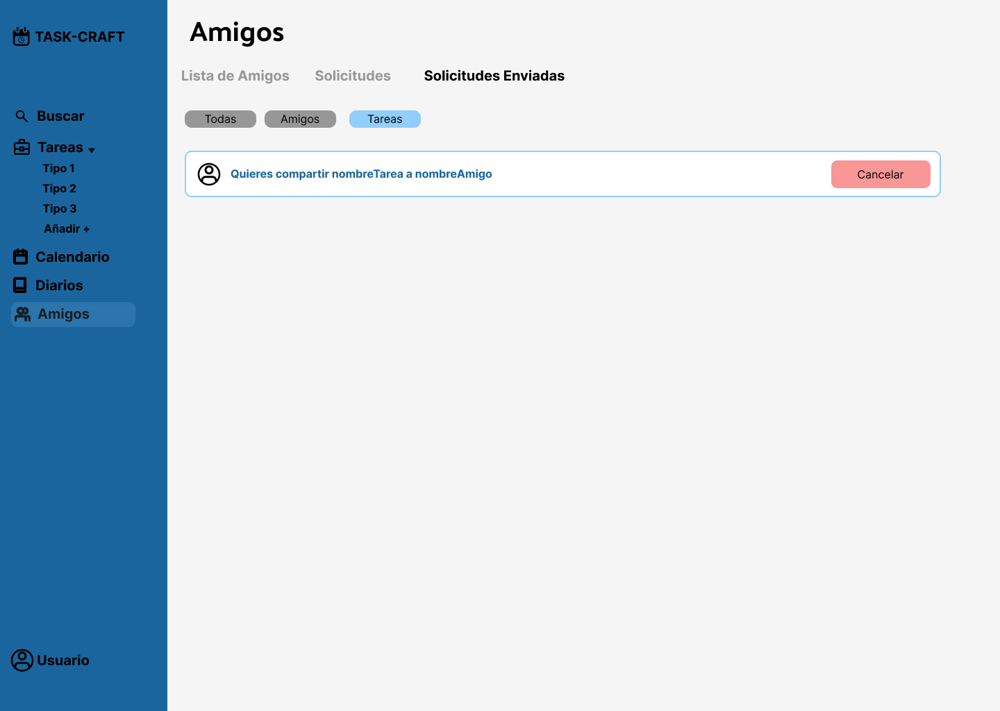 TASK-CRAFT
Buscar
Tareas
Tipo 1
Tipo 2
Tipo 3
Añadir +
Calendario
Diarios
Amigos
Usuario
Amigos
Lista de Amigos
Solicitudes
Solicitudes Enviadas
Todas
Amigos
Tareas
Quieres compartir nombreTarea a nombreAmigo
Cancelar